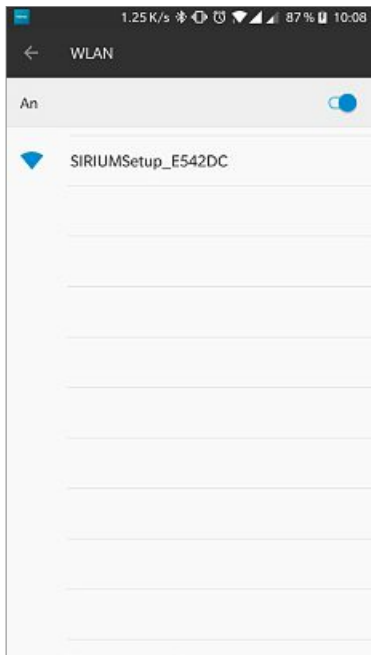 1.25 K/s 87 % 10:08
WLAN
An
SIRIUMSetup_E542DC